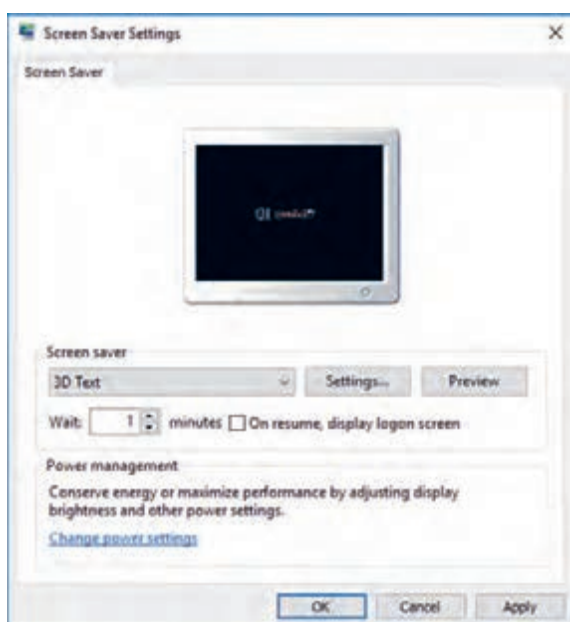 Screen Saver Settings
Screen Saver
Screen saver
3D Text
Settings...
Preview
Wait: 1 minutes On resume, display logon screen
Power management
Conserve energy or maximize performance by adjusting display
brightness and other power settings.
Change power settings
OK Cancel Apply